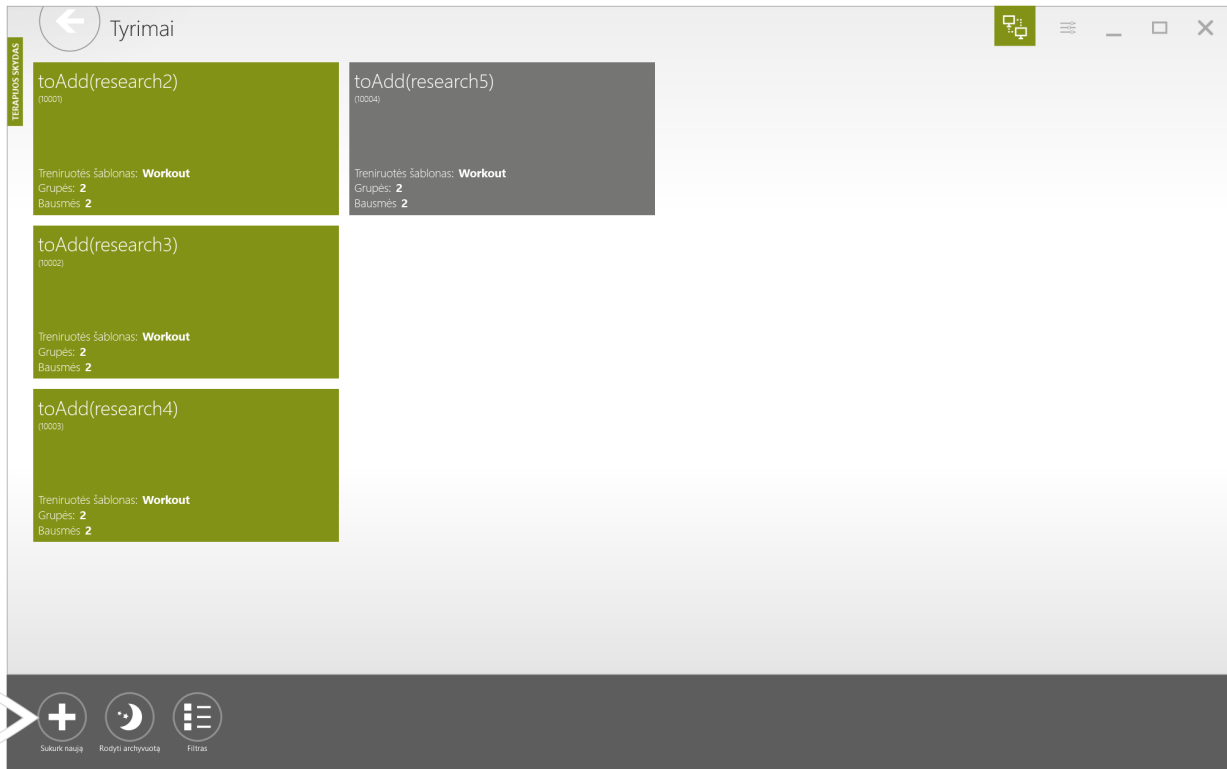 Tyrimai
TERAPIJOS SKYDAS
toAdd(research2)
(10001)
Treniruotės šablonas: Workout
Grupės: 2
Bausmės 2
toAdd(research5)
(10004)
Treniruotės šablonas: Workout
Grupės: 2
Bausmės 2
toAdd(research3)
(10002)
Treniruotės šablonas: Workout
Grupės: 2
Bausmės 2
toAdd(research4)
(10003)
Treniruotės šablonas: Workout
Grupės: 2
Bausmės 2
Sukurk naują
Rodyti archyvuotą
Filtras